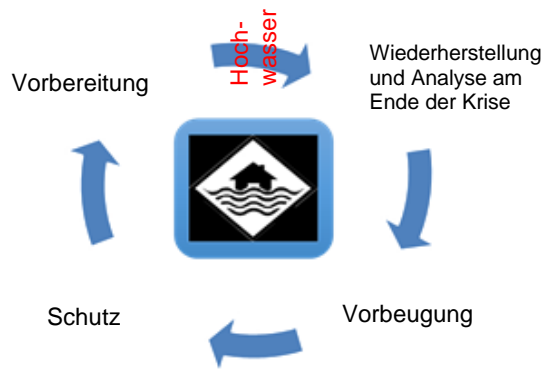 Hoch-
wasser
Wiederherstellung
und Analyse am
Ende der Krise
Vorbeugung
Schutz
Vorbereitung